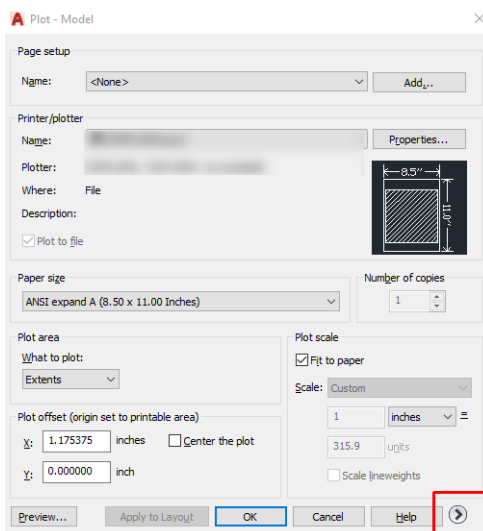 Plot - Model
Page setup
Name: <None> Add...
Printer/plotter
Name: Properties...
Plotter:
Where: File
Description:
Plot to file
8.5"
11.0"
Paper size
ANSI expand A (8.50 x 11.00 Inches)
Number of copies
1
Plot area
What to plot:
Extents
Plot scale
Fit to paper
Scale: Custom
1 inches =
315.9 units
Scale lineweights
Plot offset (origin set to printable area)
X: 1.175375 inches Center the plot
Y: 0.000000 inch
Preview... Apply to Layout OK Cancel Help